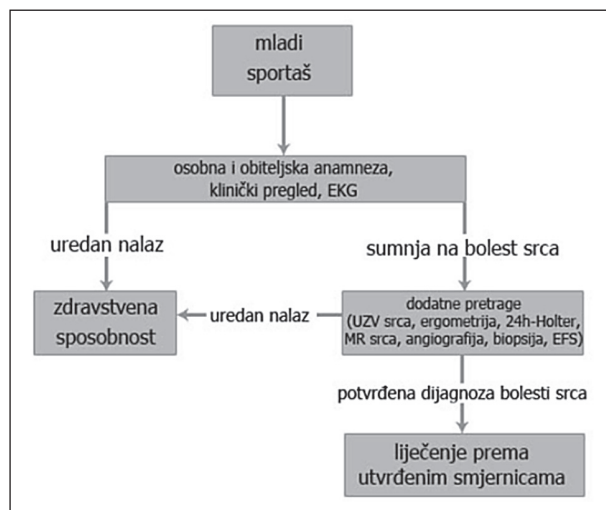 mladi
sportaš
osobna i obiteljska anamneza,
klinički pregled, EKG
uredan nalaz
sumnja na bolest srca
zdravstvena
sposobnost
uredan nalaz
dodatne pretrage
(UZV srca, ergometrija, 24h-Holter,
MR srca, angiografija, biopsija, EFS)
potvrđena dijagnoza bolesti srca
liječenje prema
utvrđenim smjernicama